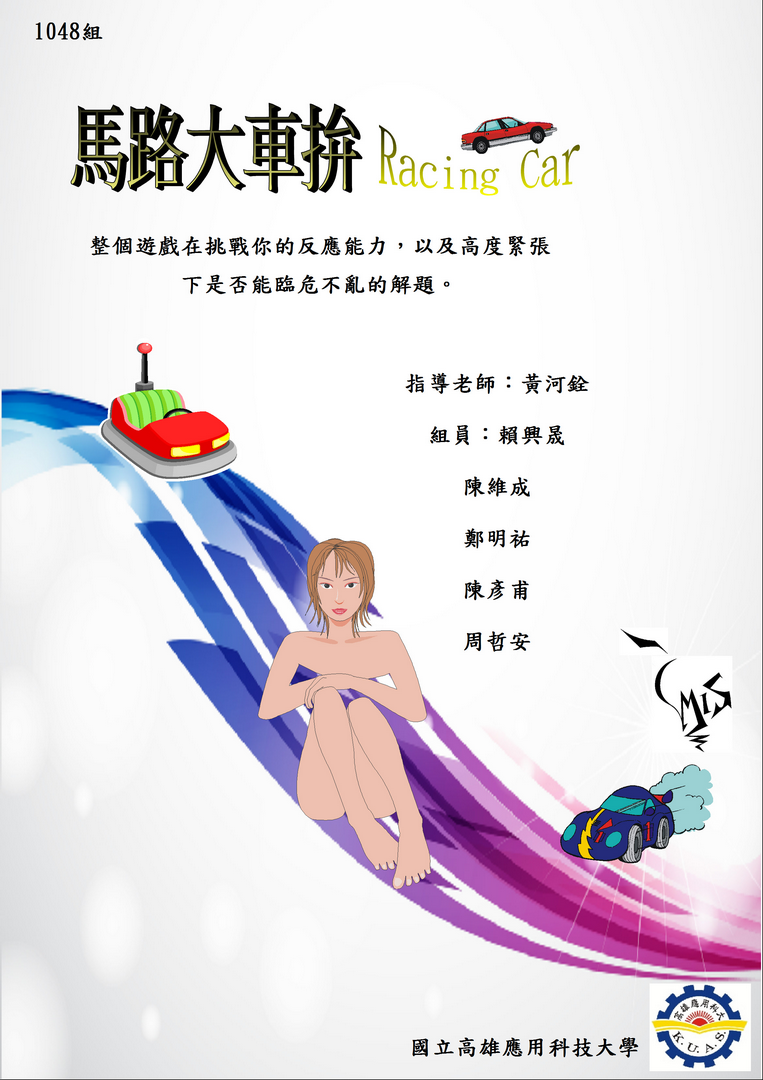 1048組
馬路大車拚 Racing Car
整個遊戲在挑戰你的反應能力，以及高度緊張
下是否能臨危不亂的解題。
指導老師：黃河銓
組員：賴興晟
陳維成
鄭明祐
陳彥甫
周哲安
MIS
1
國立高雄應用科技大學
高雄應用科大
K.U.A.S.